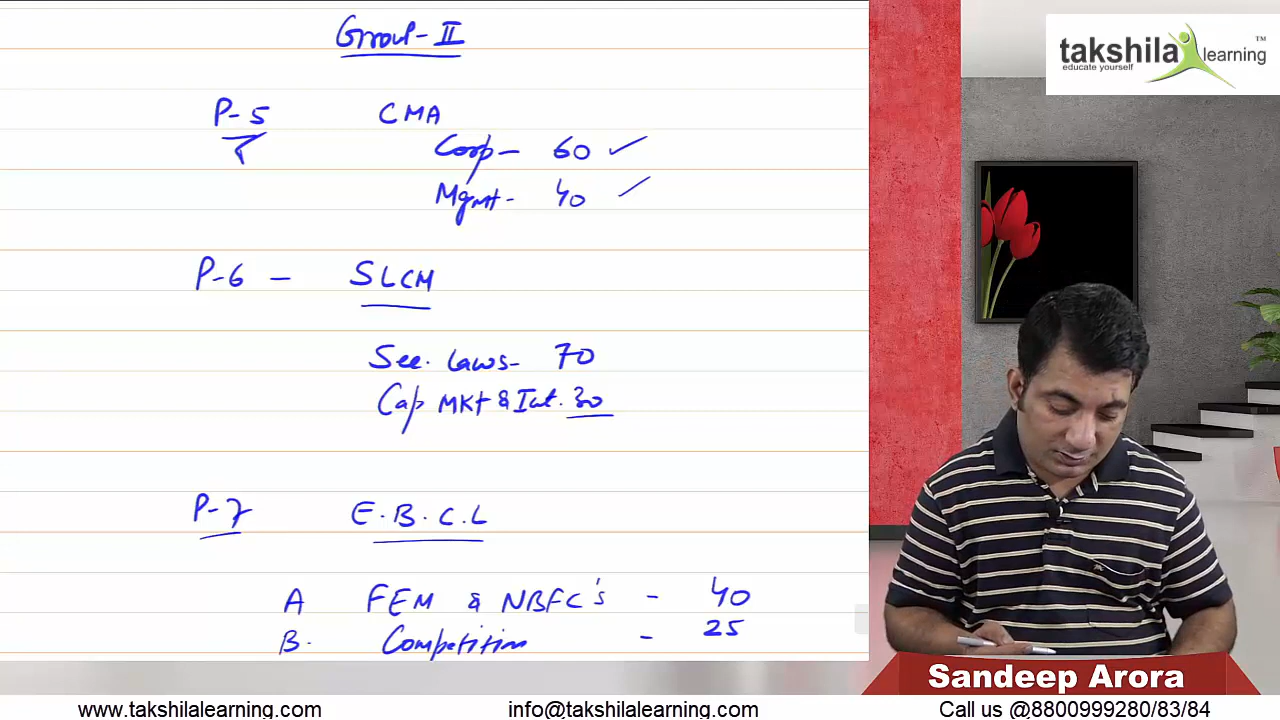 Group-II
P-5 CMA
Corp- 60
Mgmt- 40
P-6 - SLCM
Sec. laws- 70
Cap MKt & Int. 30
P-7 E.B.C.L
A FEM & NBFC's - 40
B. Competition - 25
takshila learning ™
educate yourself
Sandeep Arora
www.takshilalearning.com info@takshilalearning.com Call us @8800999280/83/84